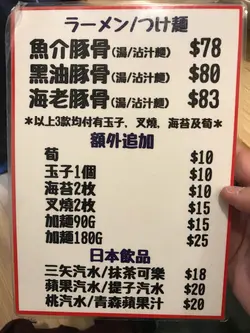 ラーメン/つけ麺
魚介豚骨(湯/沾汁麵) $78
黑油豚骨(湯/沾汁麵) $80
海老豚骨(湯/沾汁麵) $83
*以上3款均付有玉子, 叉燒, 海苔及荀*
額外追加
荀 $10
玉子1個 $10
海苔2枚 $10
叉燒2枚 $15
加麵90G $15
加麵180G $25
日本飲品
三矢汽水/抹茶可樂 $18
蘋果汽水/提子汽水 $20
桃汽水/青森蘋果汁 $20